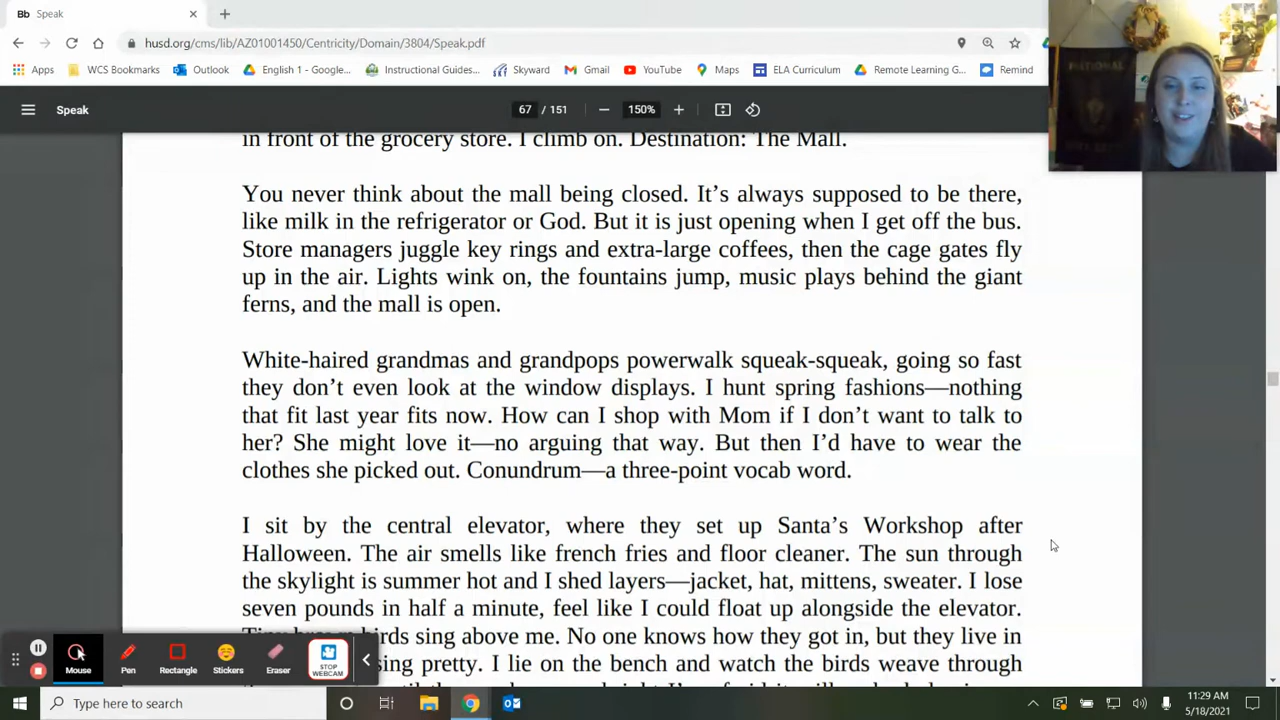 Bb Speak
husd.org/cms/lib/AZ01001450/Centricity/Domain/3804/Speak.pdf
Apps WCS Bookmarks Outlook English 1 - Google... Instructional Guides... Skyward Gmail YouTube Maps ELA Curriculum Remote Learning G... Remind
Speak 67 / 151 150%
in front of the grocery store. I climb on. Destination: The Mall.
You never think about the mall being closed. It's always supposed to be there,
like milk in the refrigerator or God. But it is just opening when I get off the bus.
Store managers juggle key rings and extra-large coffees, then the cage gates fly
up in the air. Lights wink on, the fountains jump, music plays behind the giant
ferns, and the mall is open.
White-haired grandmas and grandpops powerwalk squeak-squeak, going so fast
they don't even look at the window displays. I hunt spring fashions—nothing
that fit last year fits now. How can I shop with Mom if I don't want to talk to
her? She might love it—no arguing that way. But then I'd have to wear the
clothes she picked out. Conundrum—a three-point vocab word.
I sit by the central elevator, where they set up Santa's Workshop after
Halloween. The air smells like french fries and floor cleaner. The sun through
the skylight is summer hot and I shed layers—jacket, hat, mittens, sweater. I lose
seven pounds in half a minute, feel like I could float up alongside the elevator.
birds sing above me. No one knows how they got in, but they live in
sing pretty. I lie on the bench and watch the birds weave through
Mouse Pen Rectangle Stickers Eraser STOP WEBCAM
Type here to search
11:29 AM
5/18/2021